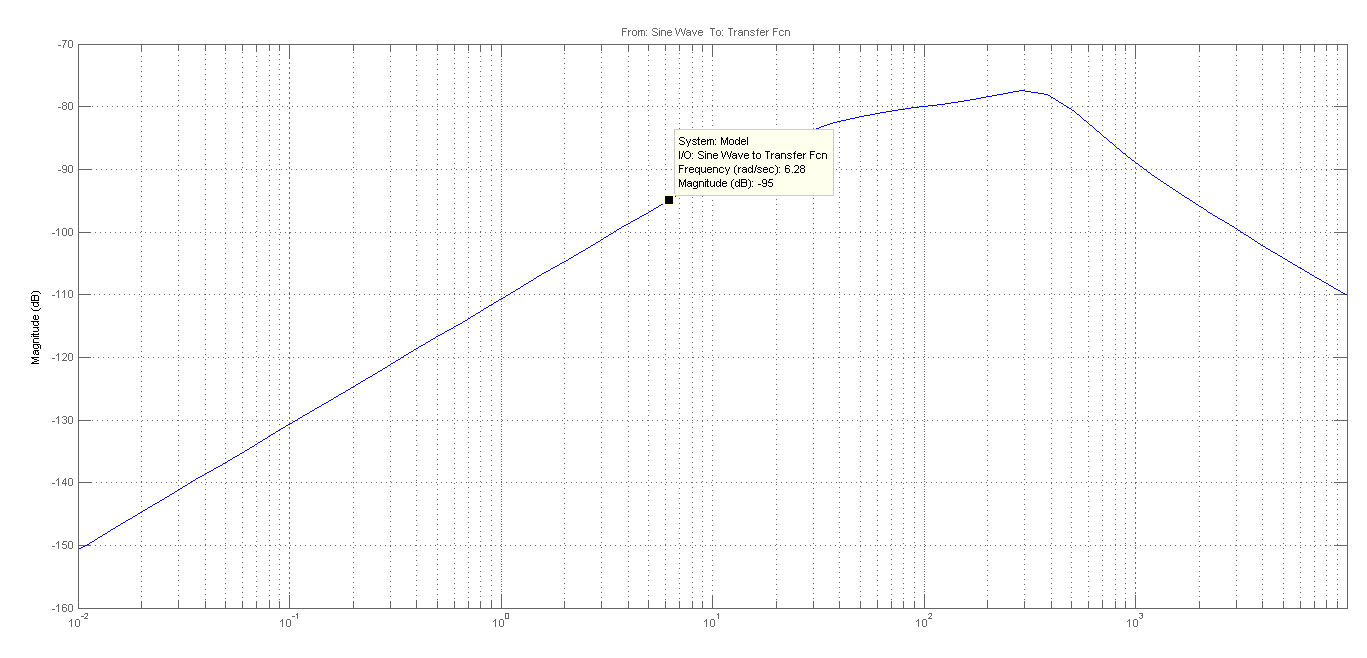 From: Sine Wave  To: Transfer Fcn
-70
-80
-90
-100
-110
-120
-130
-140
-150
-160
Magnitude (dB)
System: Model
I/O: Sine Wave to Transfer Fcn
Frequency (rad/sec): 6.28
Magnitude (dB): -95
10^-2
10^-1
10^0
10^1
10^2
10^3